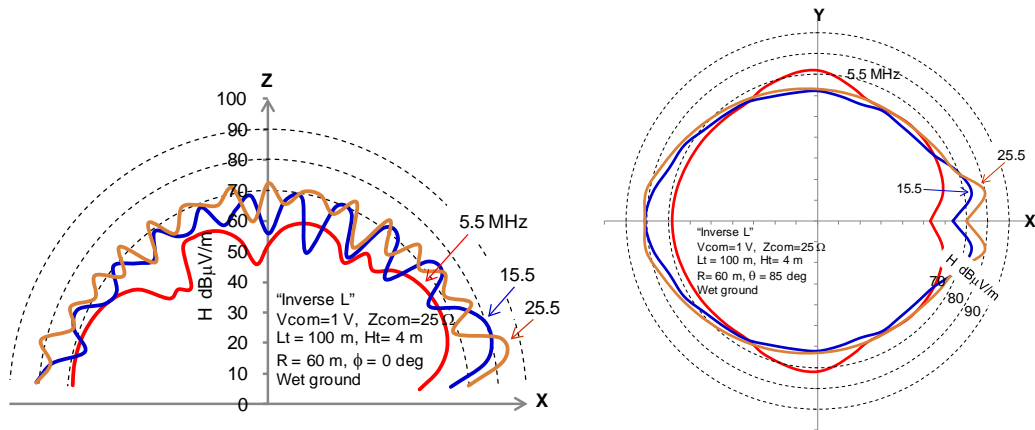 Z
100
90
80
70
60
50
40
30
20
10
0
H dBμV/m
5.5 MHz
15.5
25.5
"Inverse L"
Vcom=1 V, Zcom=25 Ω
Lt = 100 m, Ht= 4 m
R = 60 m, ϕ = 0 deg
Wet ground
X
Y
5.5 MHz
25.5
15.5
X
"Inverse L"
Vcom=1 V, Zcom=25 Ω
Lt = 100 m, Ht= 4 m
R= 60 m, θ = 85 deg
Wet ground
H dBμV/m
70
80
90